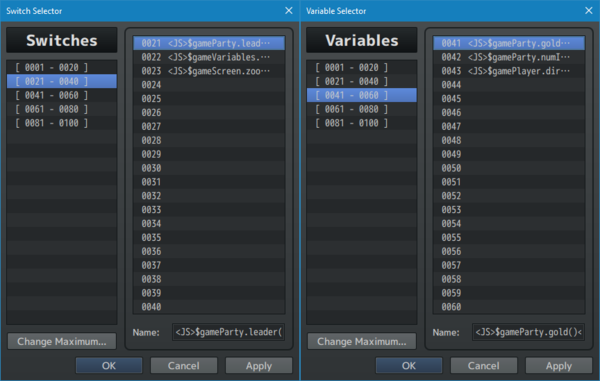 Switch Selector
Switches
[ 0001 - 0020 ]
[ 0021 - 0040 ]
[ 0041 - 0060 ]
[ 0061 - 0080 ]
[ 0081 - 0100 ]
Change Maximum...
0021 <JS>$gameParty.lead…
0022 <JS>$gameVariables.…
0023 <JS>$gameScreen.zoo…
0024
0025
0026
0027
0028
0029
0030
0031
0032
0033
0034
0035
0036
0037
0038
0039
0040
Name: <JS>$gameParty.leader(
OK Cancel Apply
Variable Selector
Variables
[ 0001 - 0020 ]
[ 0021 - 0040 ]
[ 0041 - 0060 ]
[ 0061 - 0080 ]
[ 0081 - 0100 ]
Change Maximum...
0041 <JS>$gameParty.gold…
0042 <JS>$gameParty.numI…
0043 <JS>$gamePlayer.dir…
0044
0045
0046
0047
0048
0049
0050
0051
0052
0053
0054
0055
0056
0057
0058
0059
0060
Name: <JS>$gameParty.gold()<
OK Cancel Apply